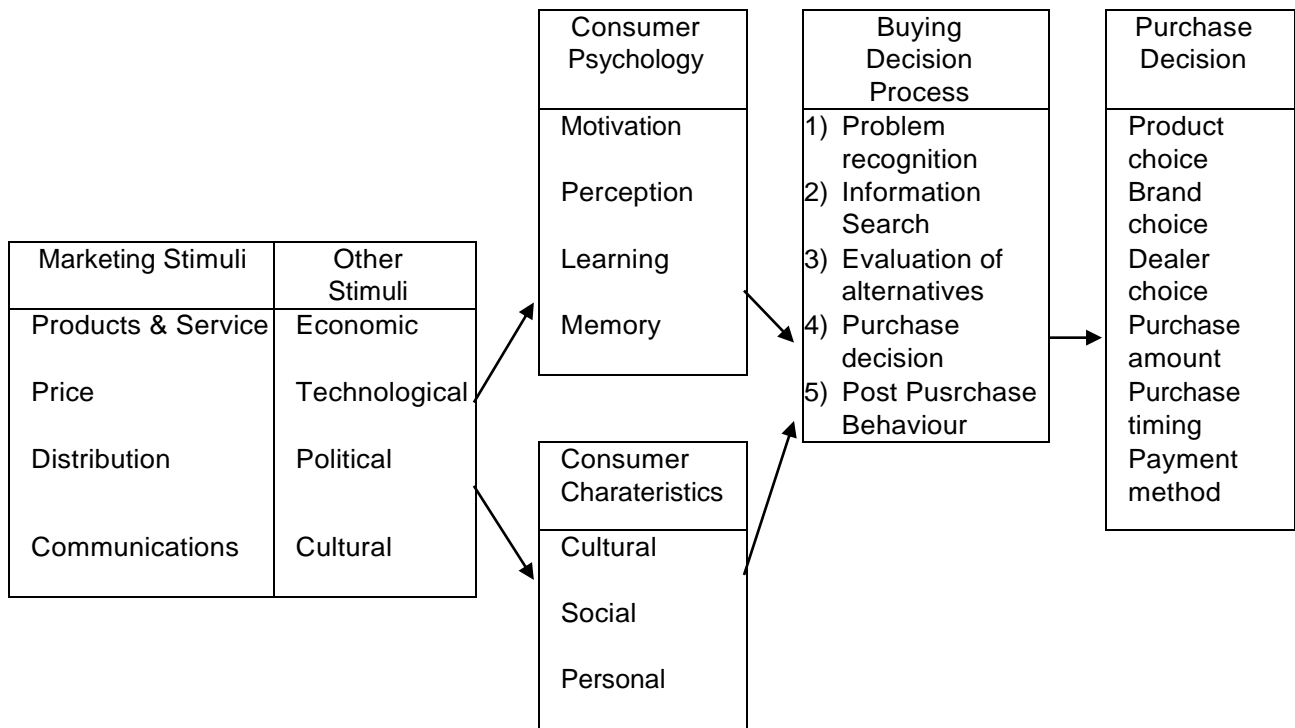 Marketing Stimuli
Products & Service
Price
Distribution
Communications
Other
Stimuli
Economic
Technological
Political
Cultural
Consumer
Psychology
Motivation
Perception
Learning
Memory
Consumer
Charateristics
Cultural
Social
Personal
Buying
Decision
Process
1) Problem
recognition
2) Information
Search
3) Evaluation of
alternatives
4) Purchase
decision
5) Post Pusrchase
Behaviour
Purchase
Decision
Product
choice
Brand
choice
Dealer
choice
Purchase
amount
Purchase
timing
Payment
method